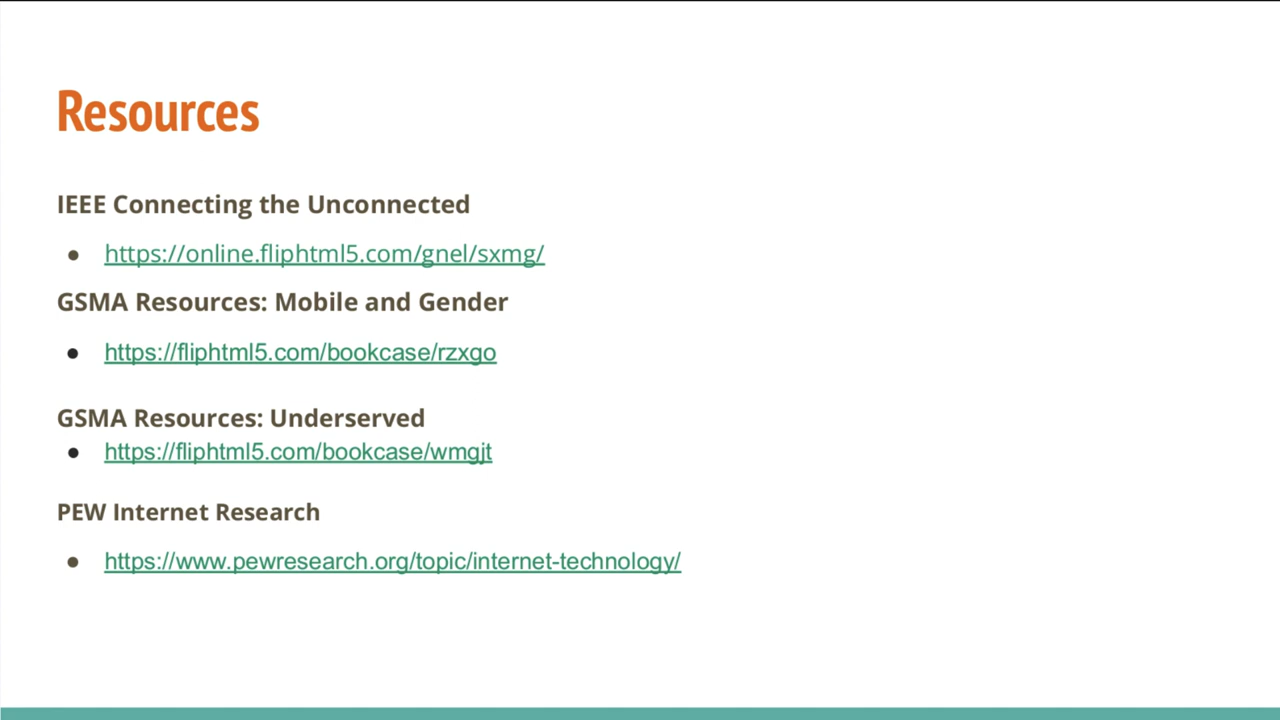 Resources
IEEE Connecting the Unconnected
● https://online.fliphtml5.com/gnel/sxmg/
GSMA Resources: Mobile and Gender
● https://fliphtml5.com/bookcase/rzxgo
GSMA Resources: Underserved
● https://fliphtml5.com/bookcase/wmgjt
PEW Internet Research
● https://www.pewresearch.org/topic/internet-technology/